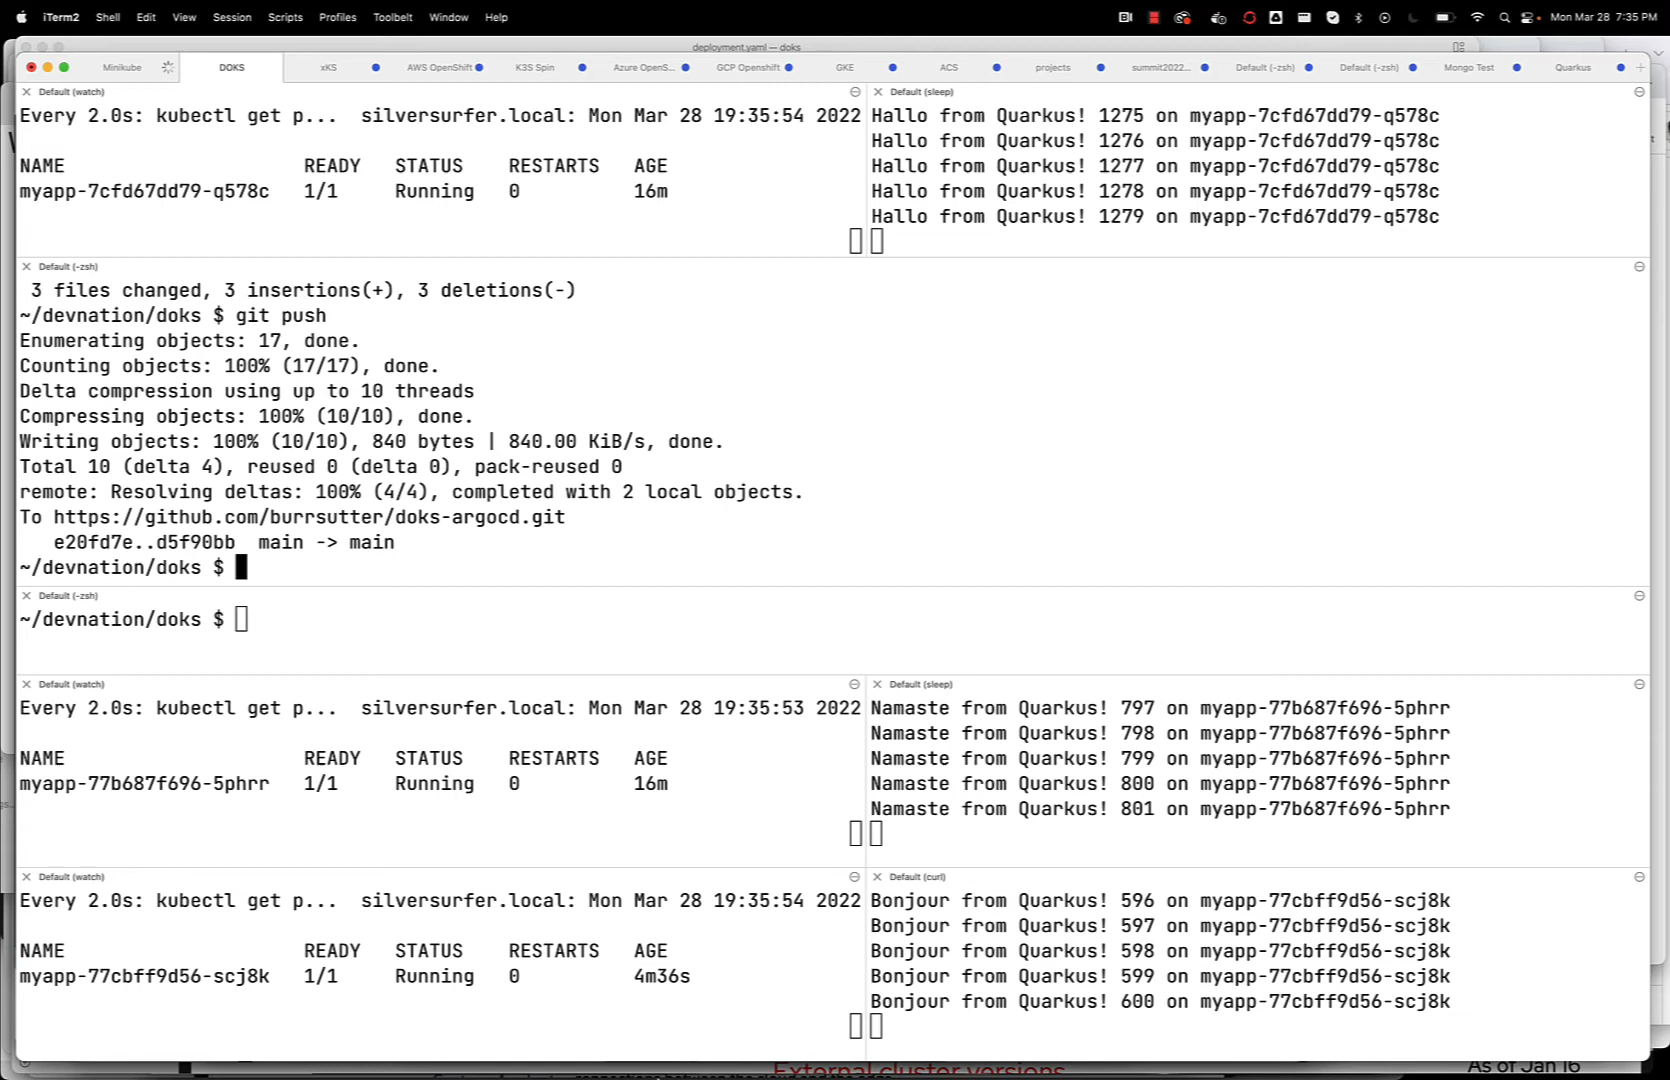 iTerm2 Shell Edit View Session Scripts Profiles Toolbelt Window Help Mon Mar 28 7:35 PM
deployment.yaml — doks
Minikube DOKS xKS AWS OpenShift K3S Spin Azure OpenS... GCP Openshift GKE ACS projects summit2022... Default (-zsh) Default (-zsh) Mongo Test Quarkus
Default (watch)
Every 2.0s: kubectl get p... silversurfer.local: Mon Mar 28 19:35:54 2022
NAME READY STATUS RESTARTS AGE
myapp-7cfd67dd79-q578c 1/1 Running 0 16m
Default (sleep)
Hallo from Quarkus! 1275 on myapp-7cfd67dd79-q578c
Hallo from Quarkus! 1276 on myapp-7cfd67dd79-q578c
Hallo from Quarkus! 1277 on myapp-7cfd67dd79-q578c
Hallo from Quarkus! 1278 on myapp-7cfd67dd79-q578c
Hallo from Quarkus! 1279 on myapp-7cfd67dd79-q578c
Default (-zsh)
3 files changed, 3 insertions(+), 3 deletions(-)
~/devnation/doks $ git push
Enumerating objects: 17, done.
Counting objects: 100% (17/17), done.
Delta compression using up to 10 threads
Compressing objects: 100% (10/10), done.
Writing objects: 100% (10/10), 840 bytes | 840.00 KiB/s, done.
Total 10 (delta 4), reused 0 (delta 0), pack-reused 0
remote: Resolving deltas: 100% (4/4), completed with 2 local objects.
To https://github.com/burrsutter/doks-argocd.git
e20fd7e..d5f90bb main -> main
~/devnation/doks $
Default (-zsh)
~/devnation/doks $
Default (watch)
Every 2.0s: kubectl get p... silversurfer.local: Mon Mar 28 19:35:53 2022
NAME READY STATUS RESTARTS AGE
myapp-77b687f696-5phrr 1/1 Running 0 16m
Default (sleep)
Namaste from Quarkus! 797 on myapp-77b687f696-5phrr
Namaste from Quarkus! 798 on myapp-77b687f696-5phrr
Namaste from Quarkus! 799 on myapp-77b687f696-5phrr
Namaste from Quarkus! 800 on myapp-77b687f696-5phrr
Namaste from Quarkus! 801 on myapp-77b687f696-5phrr
Default (watch)
Every 2.0s: kubectl get p... silversurfer.local: Mon Mar 28 19:35:54 2022
NAME READY STATUS RESTARTS AGE
myapp-77cbff9d56-scj8k 1/1 Running 0 4m36s
Default (curl)
Bonjour from Quarkus! 596 on myapp-77cbff9d56-scj8k
Bonjour from Quarkus! 597 on myapp-77cbff9d56-scj8k
Bonjour from Quarkus! 598 on myapp-77cbff9d56-scj8k
Bonjour from Quarkus! 599 on myapp-77cbff9d56-scj8k
Bonjour from Quarkus! 600 on myapp-77cbff9d56-scj8k
External cluster versions
As of Jan 16